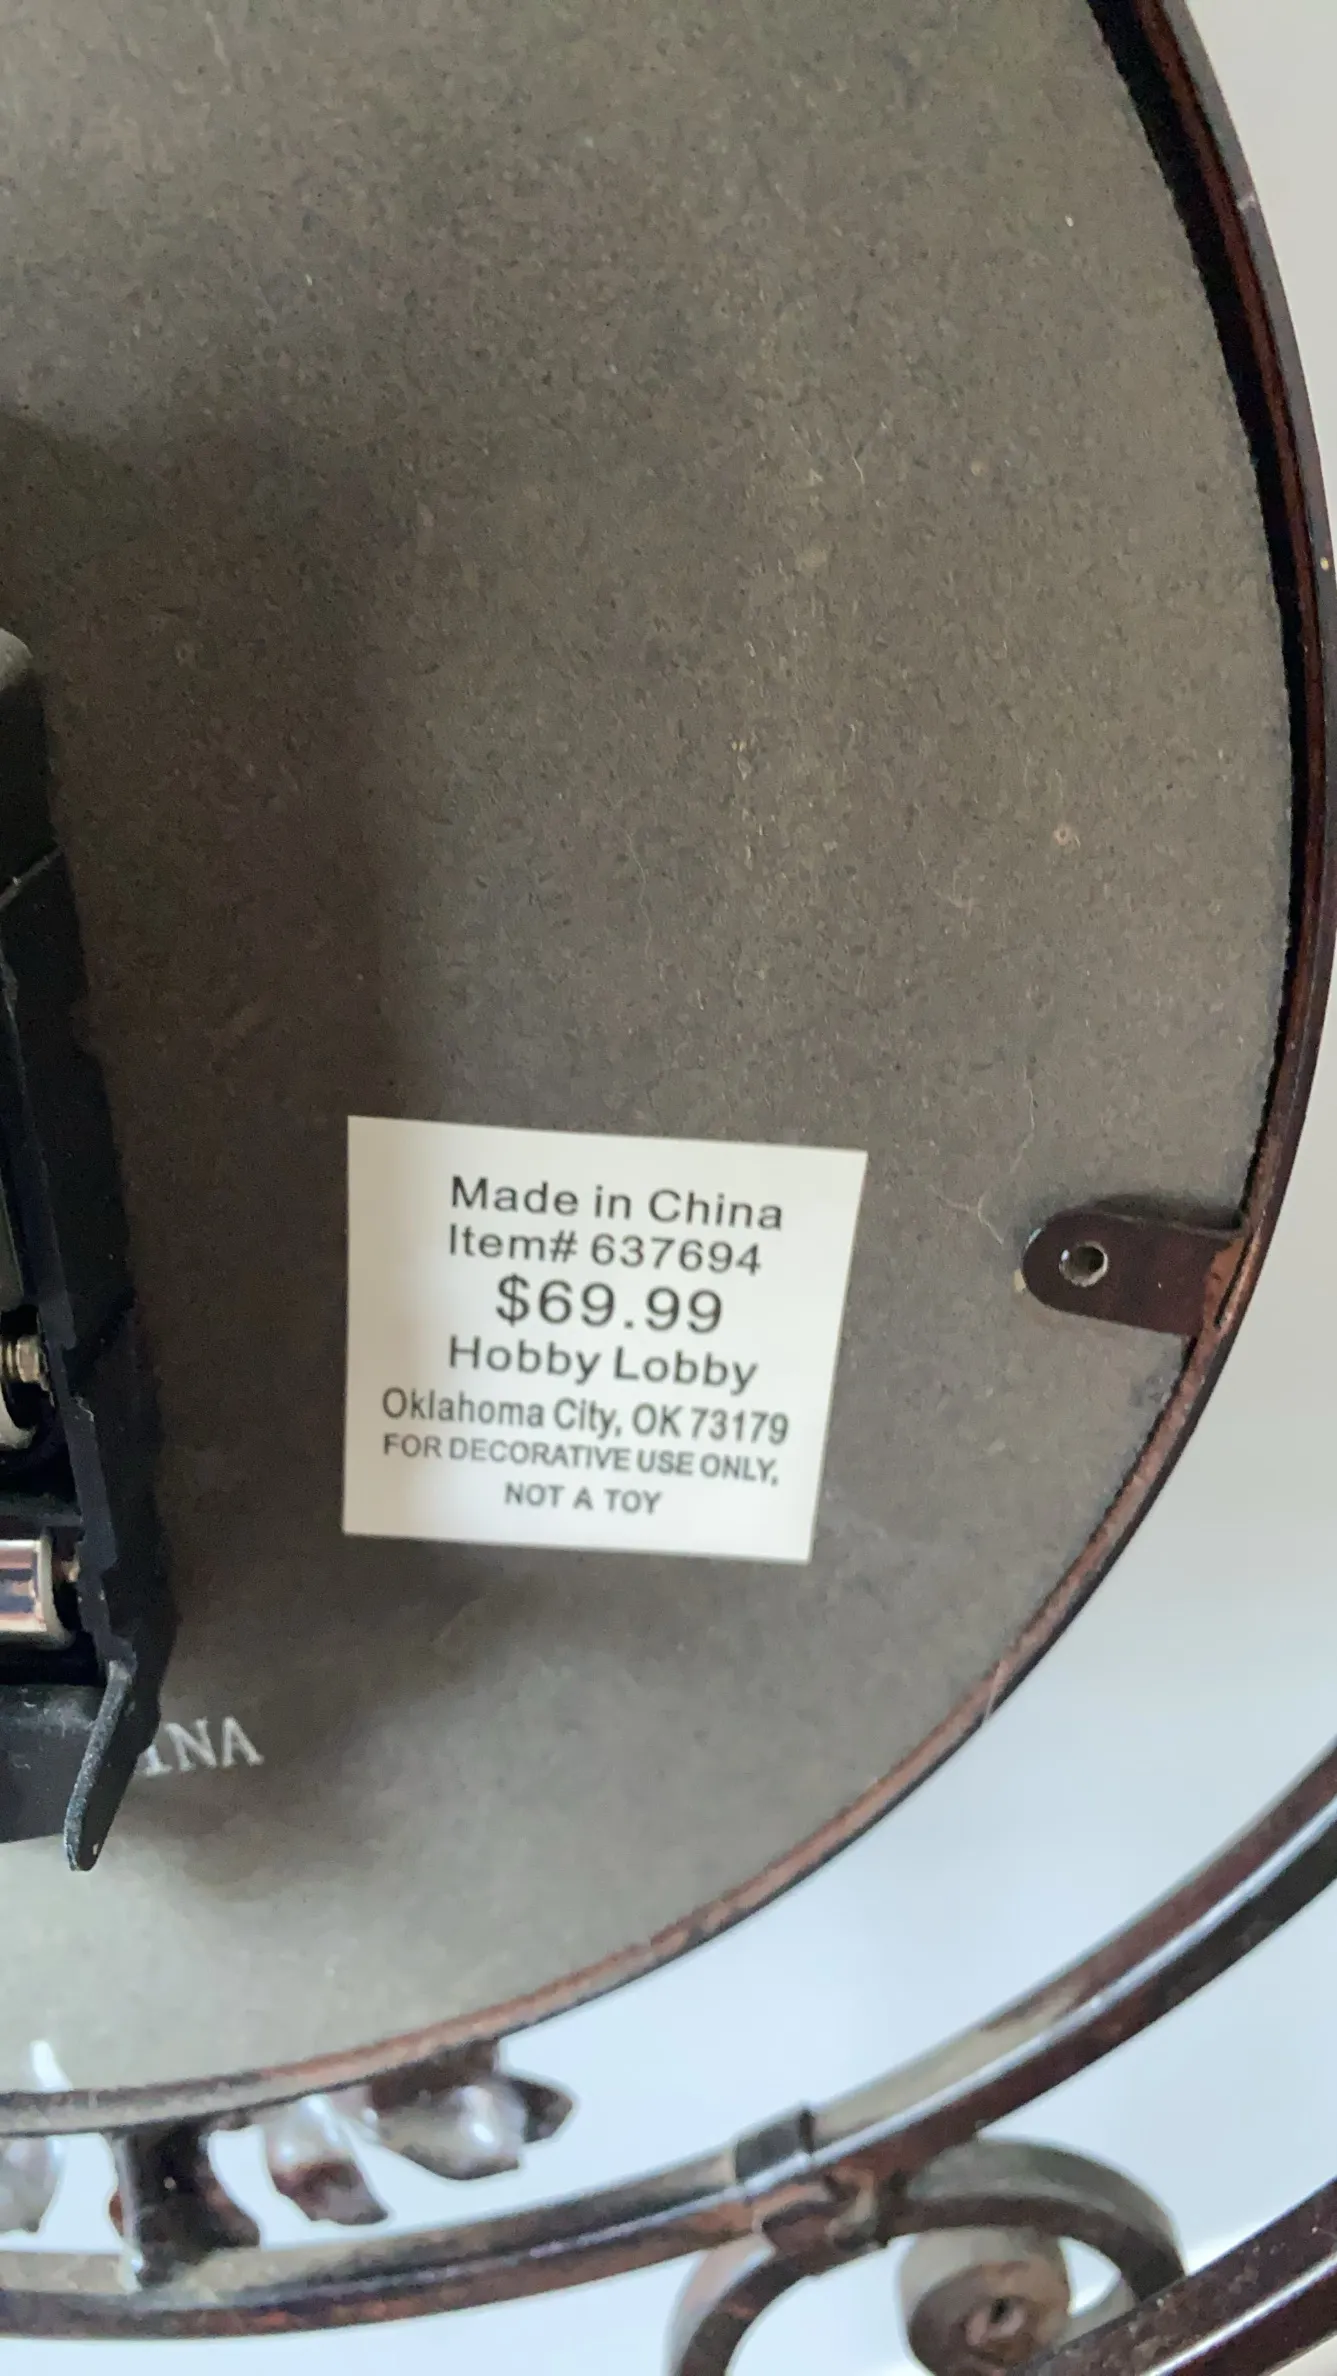 Made in China
Item# 637694
$69.99
Hobby Lobby
Oklahoma City, OK 73179
FOR DECORATIVE USE ONLY,
NOT A TOY
INA